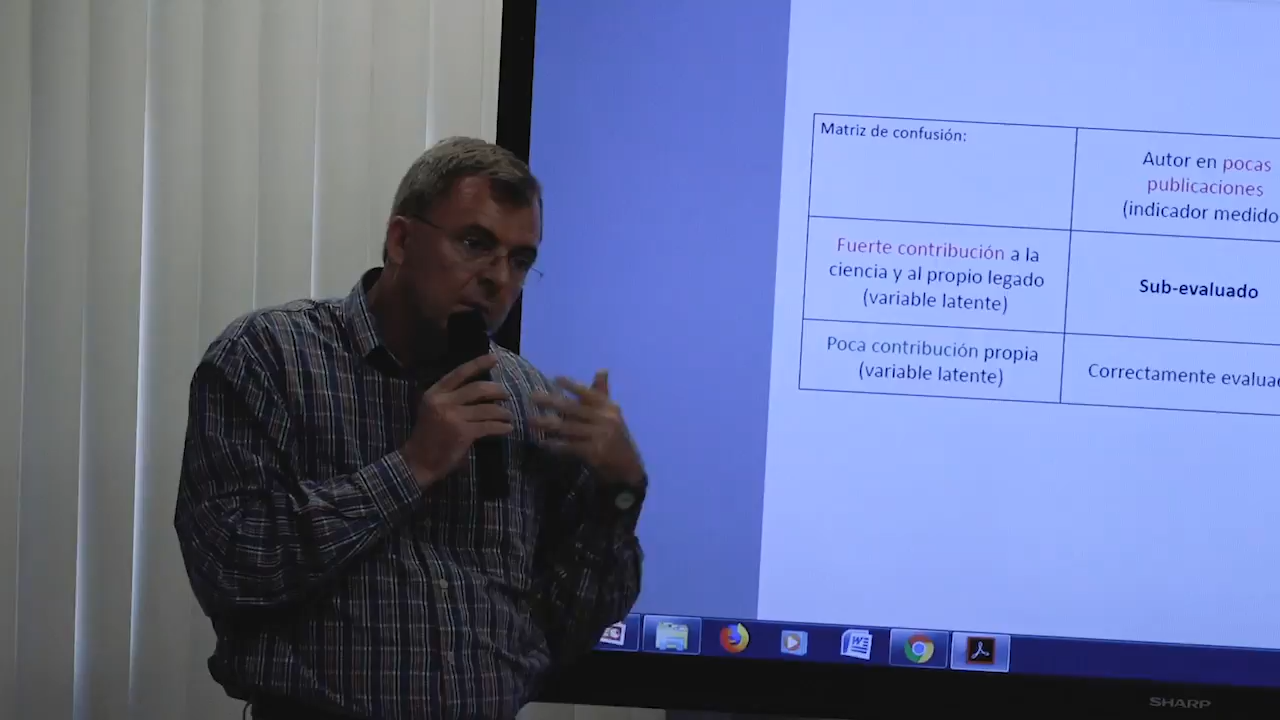 Matriz de confusión:
Autor en pocas
publicaciones
(indicador medido
Fuerte contribución a la
ciencia y al propio legado
(variable latente)
Sub-evaluado
Poca contribución propia
(variable latente)
Correctamente evaluad
SHARP